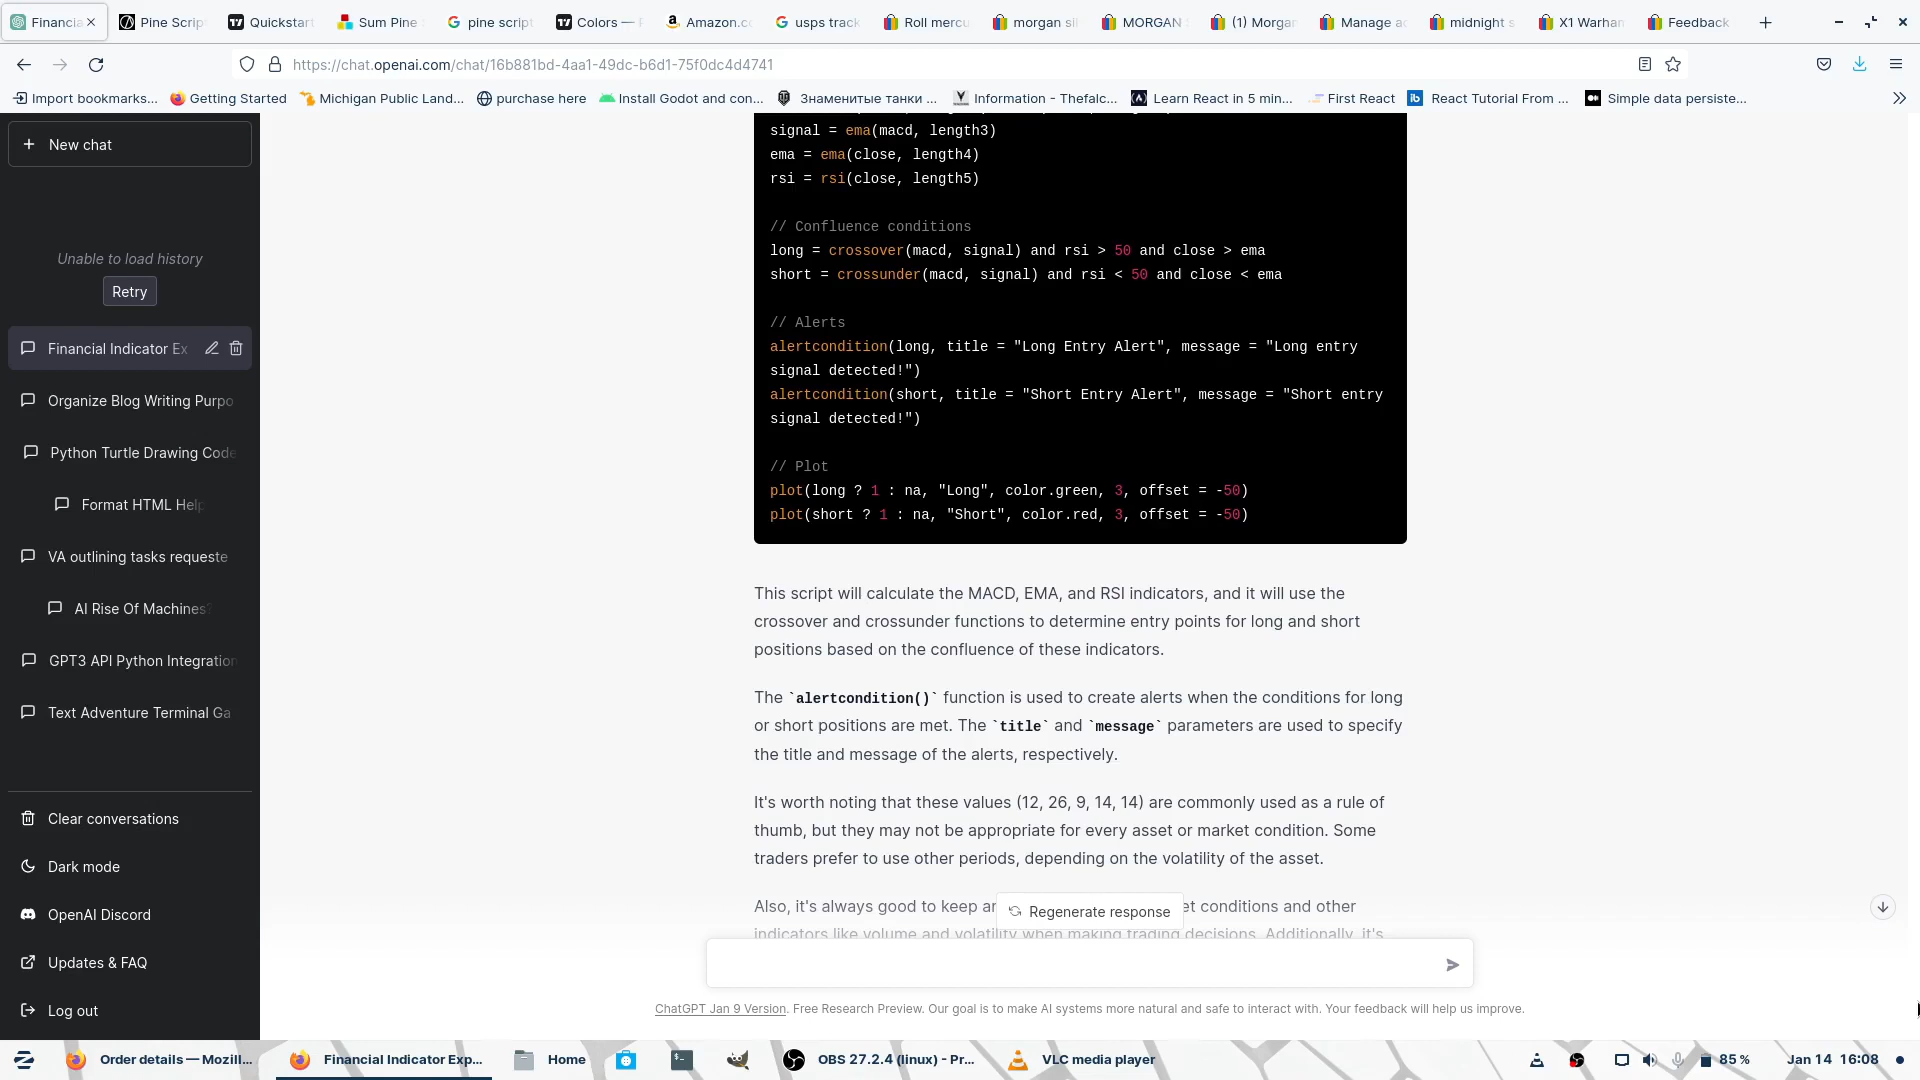 Financia
Pine Scrip
Quickstart
Sum Pine
pine script
Colors —
Amazon.c
usps track
Roll merc
morgan sil
MORGAN
(1) Morga
Manage a
midnight s
X1 Warhan
Feedback
https://chat.openai.com/chat/16b881bd-4aa1-49dc-b6d1-75f0dc4d4741
Import bookmarks...
Getting Started
Michigan Public Land...
purchase here
Install Godot and con...
Знаменитые танки ...
Information - Thefalc...
Learn React in 5 min...
First React
React Tutorial From ...
Simple data persiste...
New chat
Unable to load history
Retry
Financial Indicator Ex
Organize Blog Writing Purpo
Python Turtle Drawing Code
Format HTML Help
VA outlining tasks requeste
AI Rise Of Machines?
GPT3 API Python Integration
Text Adventure Terminal Ga
Clear conversations
Dark mode
OpenAI Discord
Updates & FAQ
Log out
signal = ema(macd, length3)
ema = ema(close, length4)
rsi = rsi(close, length5)
// Confluence conditions
long = crossover(macd, signal) and rsi > 50 and close > ema
short = crossunder(macd, signal) and rsi < 50 and close < ema
// Alerts
alertcondition(long, title = "Long Entry Alert", message = "Long entry
signal detected!")
alertcondition(short, title = "Short Entry Alert", message = "Short entry
signal detected!")
// Plot
plot(long ? 1 : na, "Long", color.green, 3, offset = -50)
plot(short ? 1 : na, "Short", color.red, 3, offset = -50)
This script will calculate the MACD, EMA, and RSI indicators, and it will use the
crossover and crossunder functions to determine entry points for long and short
positions based on the confluence of these indicators.
The `alertcondition()` function is used to create alerts when the conditions for long
or short positions are met. The `title` and `message` parameters are used to specify
the title and message of the alerts, respectively.
It's worth noting that these values (12, 26, 9, 14, 14) are commonly used as a rule of
thumb, but they may not be appropriate for every asset or market condition. Some
traders prefer to use other periods, depending on the volatility of the asset.
Also, it's always good to keep an
Regenerate response
et conditions and other
indicators like volume and volatility when making trading decisions. Additionally, it's
ChatGPT Jan 9 Version. Free Research Preview. Our goal is to make AI systems more natural and safe to interact with. Your feedback will help us improve.
Order details — Mozill...
Financial Indicator Exp...
Home
OBS 27.2.4 (linux) - Pr...
VLC media player
85 %
Jan 14 16:08